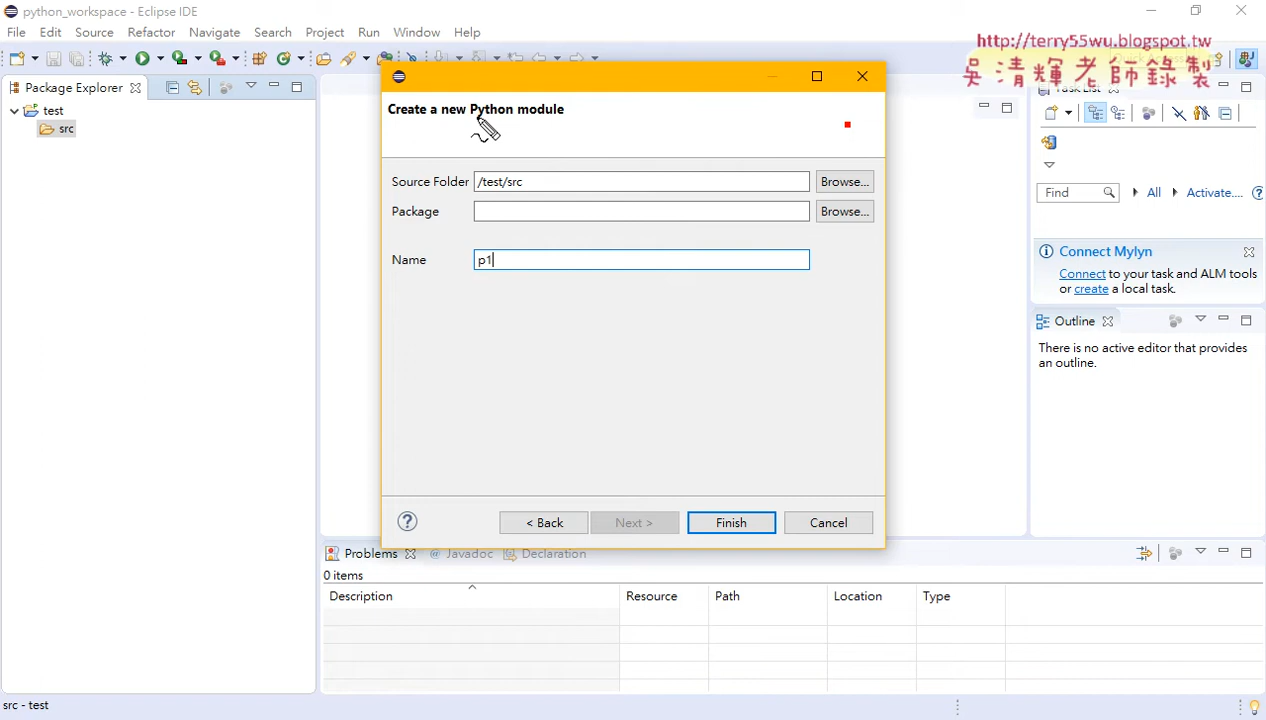 python_workspace - Eclipse IDE
File Edit Source Refactor Navigate Search Project Run Window Help
http://terry55wu.blogspot.tw
吳清輝老師錄製
Package Explorer
test
src
Create a new Python module
Source Folder /test/src Browse...
Package Browse...
Name p1
< Back Next > Finish Cancel
Task List
Find All Activate...
Connect Mylyn
Connect to your task and ALM tools
or create a local task.
Outline
There is no active editor that provides
an outline.
Problems @ Javadoc Declaration
0 items
Description Resource Path Location Type
src - test